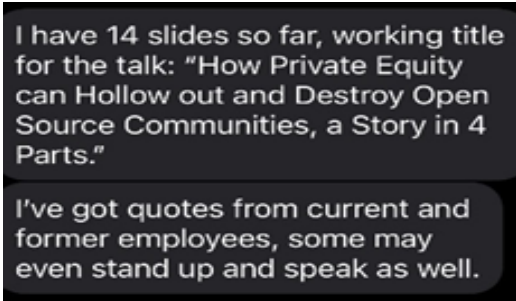 I have 14 slides so far, working title
for the talk: “How Private Equity
can Hollow out and Destroy Open
Source Communities, a Story in 4
Parts.”
I’ve got quotes from current and
former employees, some may
even stand up and speak as well.